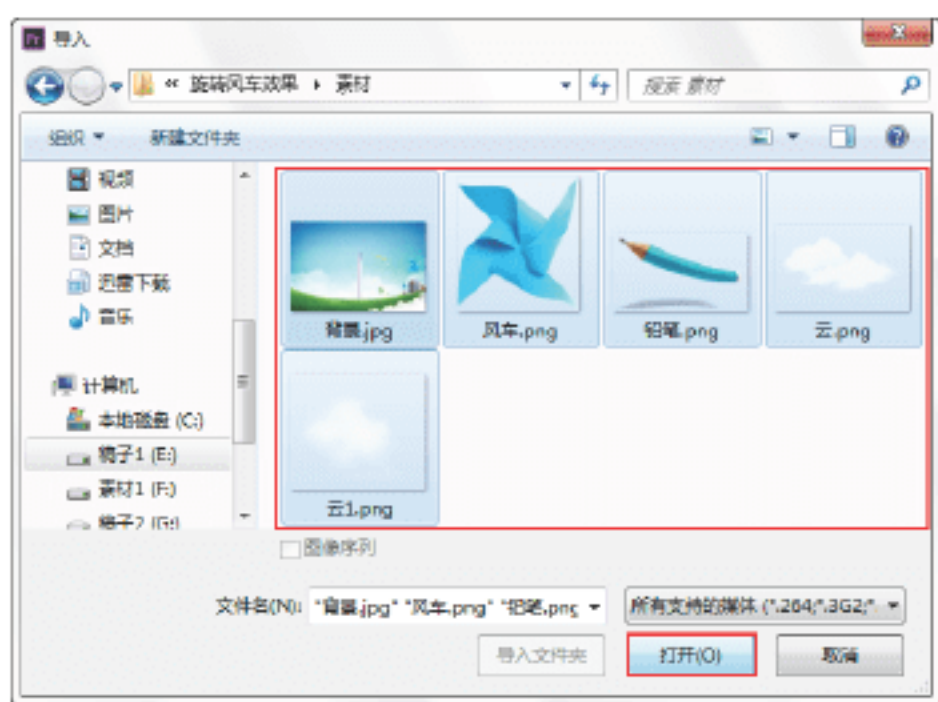 Pr 导入
« 旋转风车效果 ▸ 素材
搜索 素材
组织 ▼ 新建文件夹
视频
图片
文档
迅雷下载
音乐
计算机
本地磁盘 (C:)
稿子1 (E:)
素材1 (F:)
稿子2 (G:)
背景.jpg 风车.png 铅笔.png 云.png
云1.png
图像序列
文件名(N): "背景.jpg" "风车.png" "铅笔.png 所有支持的媒体 (*.264;*.3G2;*.
导入文件夹 打开(O) 取消